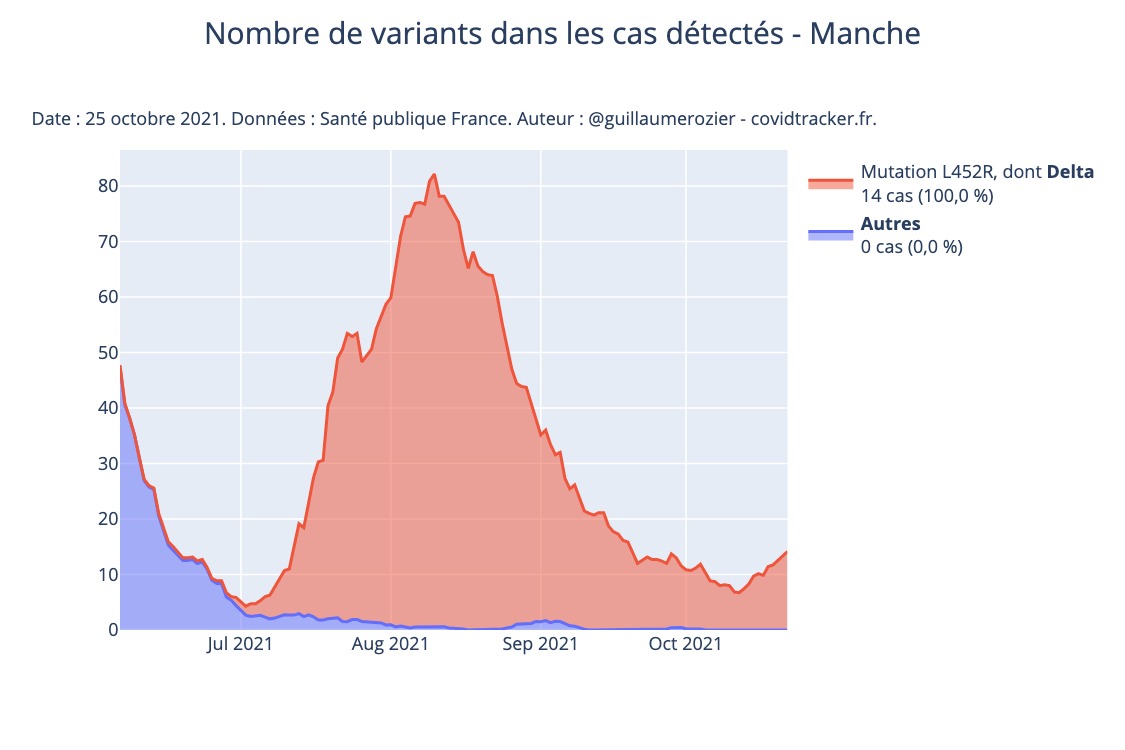 Nombre de variants dans les cas détectés - Manche
Date : 25 octobre 2021. Données : Santé publique France. Auteur : @guillaumerozier - covidtracker.fr.
Mutation L452R, dont Delta
14 cas (100,0 %)
Autres
0 cas (0,0 %)
80
70
60
50
40
30
20
10
0
Jul 2021
Aug 2021
Sep 2021
Oct 2021